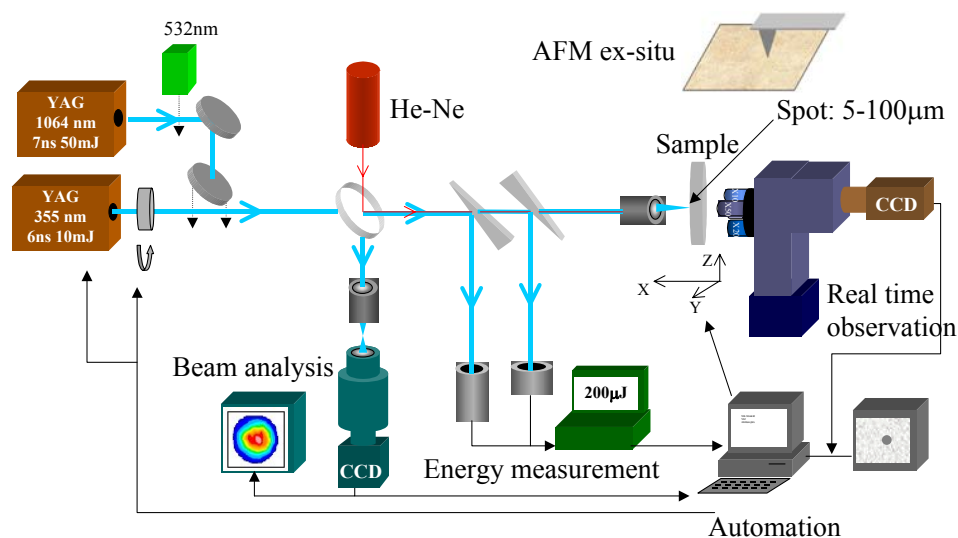 532nm
AFM ex-situ
YAG
1064 nm
7ns 50mJ
He-Ne
Spot: 5-100µm
Sample
YAG
355 nm
6ns 10mJ
CCD
Z
X
Y
Real time
observation
Beam analysis
200µJ
CCD
Energy measurement
Automation